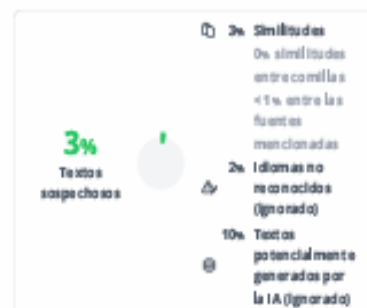 3%
Textos
sospechosos
3% Similitudes
0% similitudes
entre comillas
<1% entre las
fuentes
mencionadas
2% Idiomas no
reconocidos
(ignorado)
10% Textos
potencialmente
generados por
la IA (ignorado)